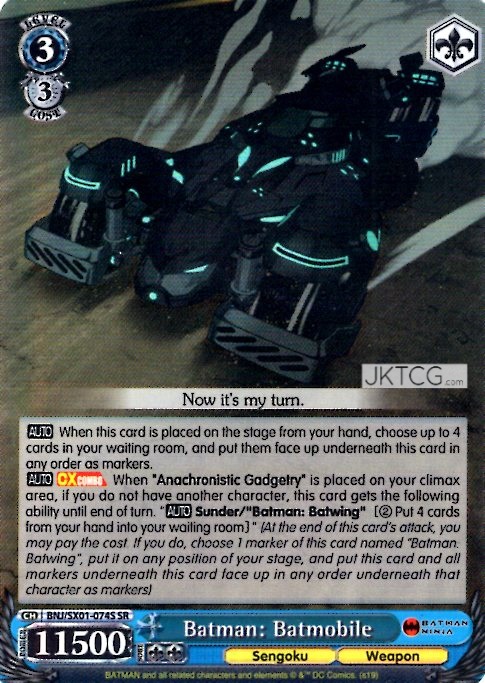 LEVEL
3
3
COST
JKTCG.com
Now it's my turn.
AUTO When this card is placed on the stage from your hand, choose up to 4
cards in your waiting room, and put them face up underneath this card in
any order as markers.
AUTO CX COMBO When "Anachronistic Gadgetry" is placed on your climax
area, if you do not have another character, this card gets the following
ability until end of turn. "AUTO Sunder/"Batman: Batwing" [② Put 4 cards
from your hand into your waiting room]" (At the end of this card's attack, you
may pay the cost. If you do, choose 1 marker of this card named "Batman:
Batwing", put it on any position of your stage, and put this card and all
markers underneath this card face up in any order underneath that
character as markers)
CH BNJ/SX01-074S SR
POWER 11500 SOUL Batman: Batmobile BATMAN NINJA
Sengoku Weapon
BATMAN and all related characters and elements © & ™ DC Comics. (s19)